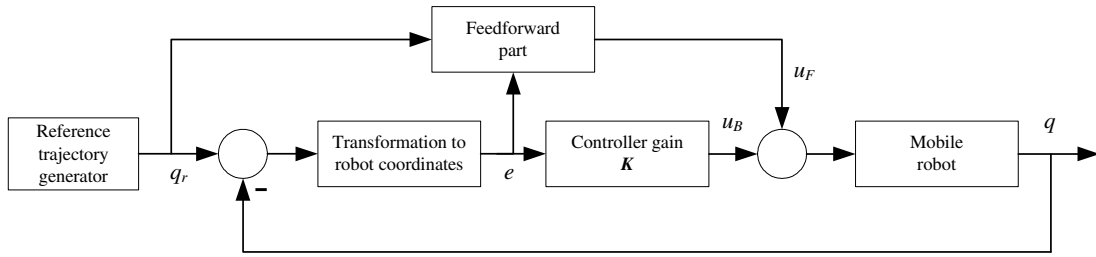 Feedforward
part
u_F
Reference
trajectory
generator
q_r
−
Transformation to
robot coordinates
e
Controller gain
K
u_B
Mobile
robot
q